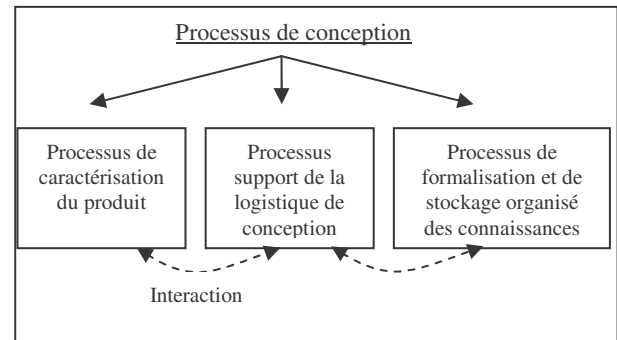 Processus de conception
Processus de
caractérisation
du produit
Processus
support de la
logistique de
conception
Processus de
formalisation et de
stockage organisé
des connaissances
Interaction